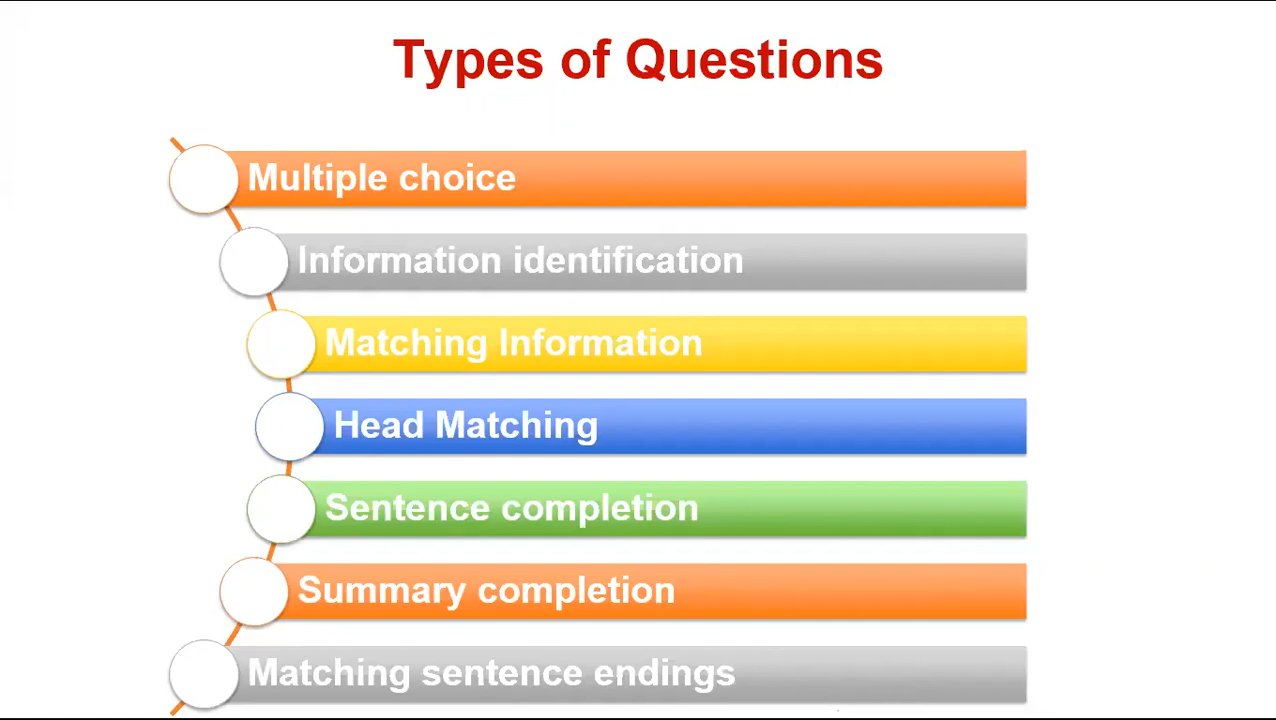 Types of Questions
Multiple choice
Information identification
Matching Information
Head Matching
Sentence completion
Summary completion
Matching sentence endings